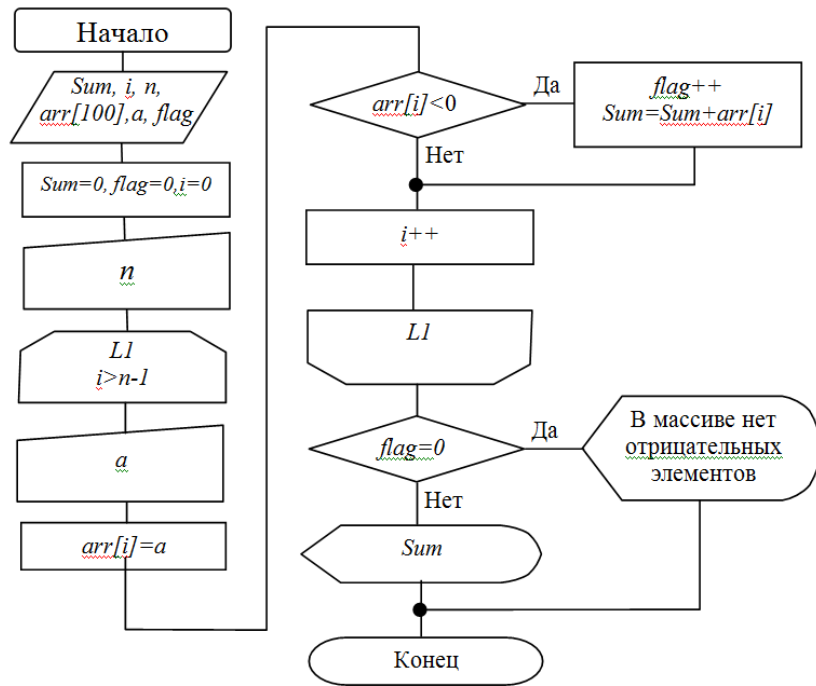 Начало
Sum, i, n,
arr[100],a, flag
Sum=0, flag=0,i=0
n
L1
i>n-1
a
arr[i]=a
arr[i]<0
Да
flag++
Sum=Sum+arr[i]
Нет
i++
L1
flag=0
Да
В массиве нет
отрицательных
элементов
Нет
Sum
Конец